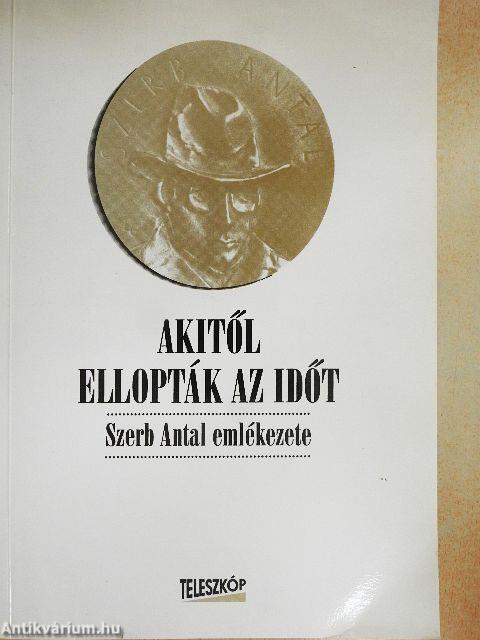 SZERB ANTAL
AKITŐL
ELLOPTÁK AZ IDŐT
Szerb Antal emlékezete
TELESZKÓP
Antikvárium.hu